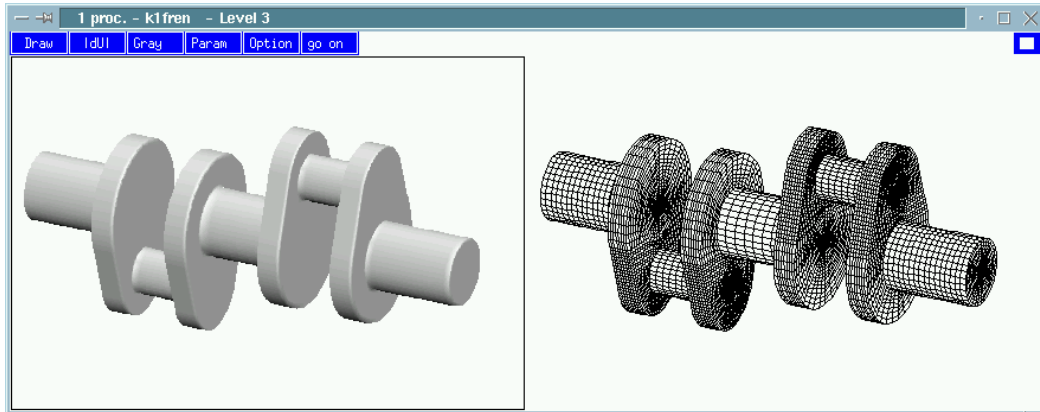 1 proc. - k1fren - Level 3
Draw IdUI Gray Param Option go on